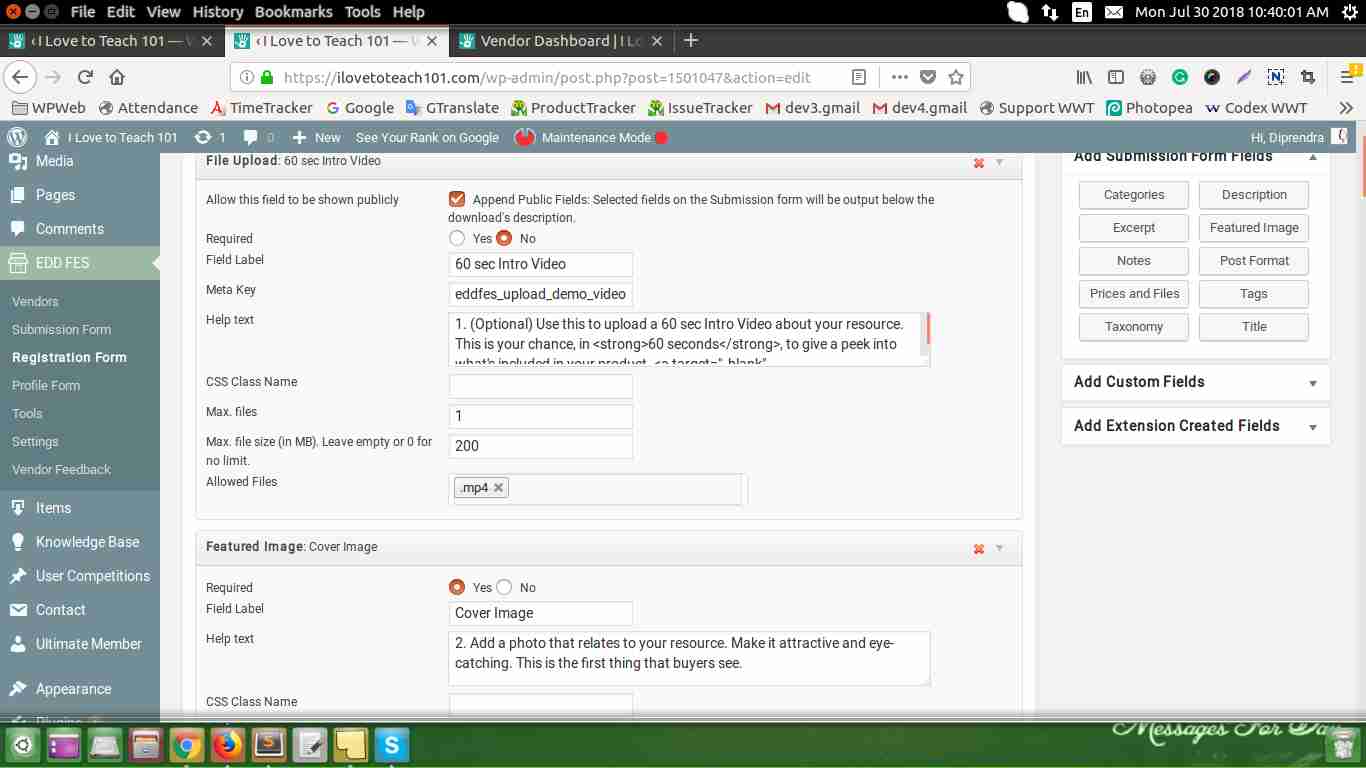 File Edit View History Bookmarks Tools Help
En
Mon Jul 30 2018 10:40:01 AM
‹ I Love to Teach 101 — W
‹ I Love to Teach 101 — W
Vendor Dashboard | I Lo
https://ilovetoteach101.com/wp-admin/post.php?post=1501047&action=edit
WPWeb Attendance TimeTracker Google GTranslate ProductTracker IssueTracker dev3.gmail dev4.gmail Support WWT Photopea Codex WWT
I Love to Teach 101 1 0 New See Your Rank on Google Maintenance Mode Hi, Diprendra
Media
Pages
Comments
EDD FES
Vendors
Submission Form
Registration Form
Profile Form
Tools
Settings
Vendor Feedback
Items
Knowledge Base
User Competitions
Contact
Ultimate Member
Appearance
Plugins
File Upload: 60 sec Intro Video
Allow this field to be shown publicly
Append Public Fields: Selected fields on the Submission form will be output below the
download's description.
Required
Yes No
Field Label
60 sec Intro Video
Meta Key
eddfes_upload_demo_video
Help text
1. (Optional) Use this to upload a 60 sec Intro Video about your resource.
This is your chance, in <strong>60 seconds</strong>, to give a peek into
what's included in your product. <a target="_blank"
CSS Class Name
Max. files
1
Max. file size (in MB). Leave empty or 0 for
no limit.
200
Allowed Files
.mp4
Featured Image: Cover Image
Required
Yes No
Field Label
Cover Image
Help text
2. Add a photo that relates to your resource. Make it attractive and eye-
catching. This is the first thing that buyers see.
CSS Class Name
Add Submission Form Fields
Categories Description
Excerpt Featured Image
Notes Post Format
Prices and Files Tags
Taxonomy Title
Add Custom Fields
Add Extension Created Fields
Messages For Day